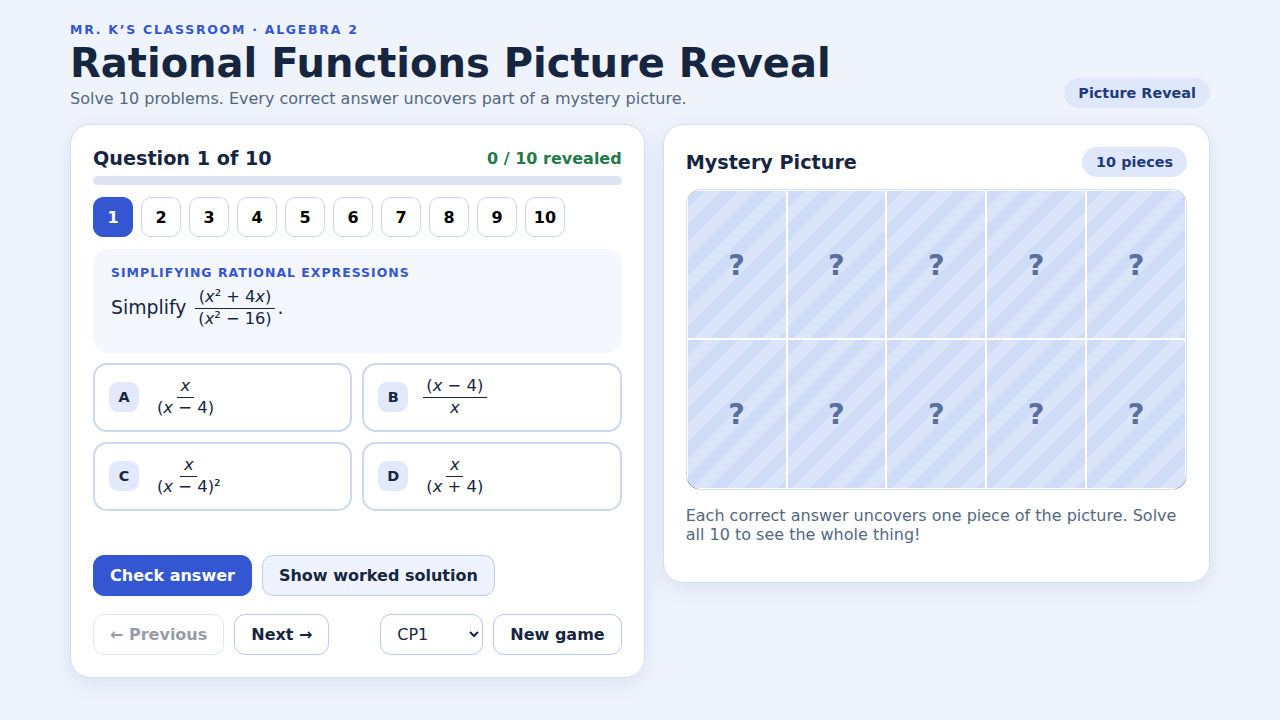 MR. K’S CLASSROOM · ALGEBRA 2
Rational Functions Picture Reveal
Solve 10 problems. Every correct answer uncovers part of a mystery picture.
Picture Reveal
Question 1 of 10
0 / 10 revealed
1 2 3 4 5 6 7 8 9 10
SIMPLIFYING RATIONAL EXPRESSIONS
Simplify (x² + 4x) / (x² − 16).
A x / (x − 4)
B (x − 4) / x
C x / (x − 4)²
D x / (x + 4)
Check answer
Show worked solution
← Previous
Next →
CP1
New game
Mystery Picture
10 pieces
? ? ? ? ?
? ? ? ? ?
Each correct answer uncovers one piece of the picture. Solve
all 10 to see the whole thing!